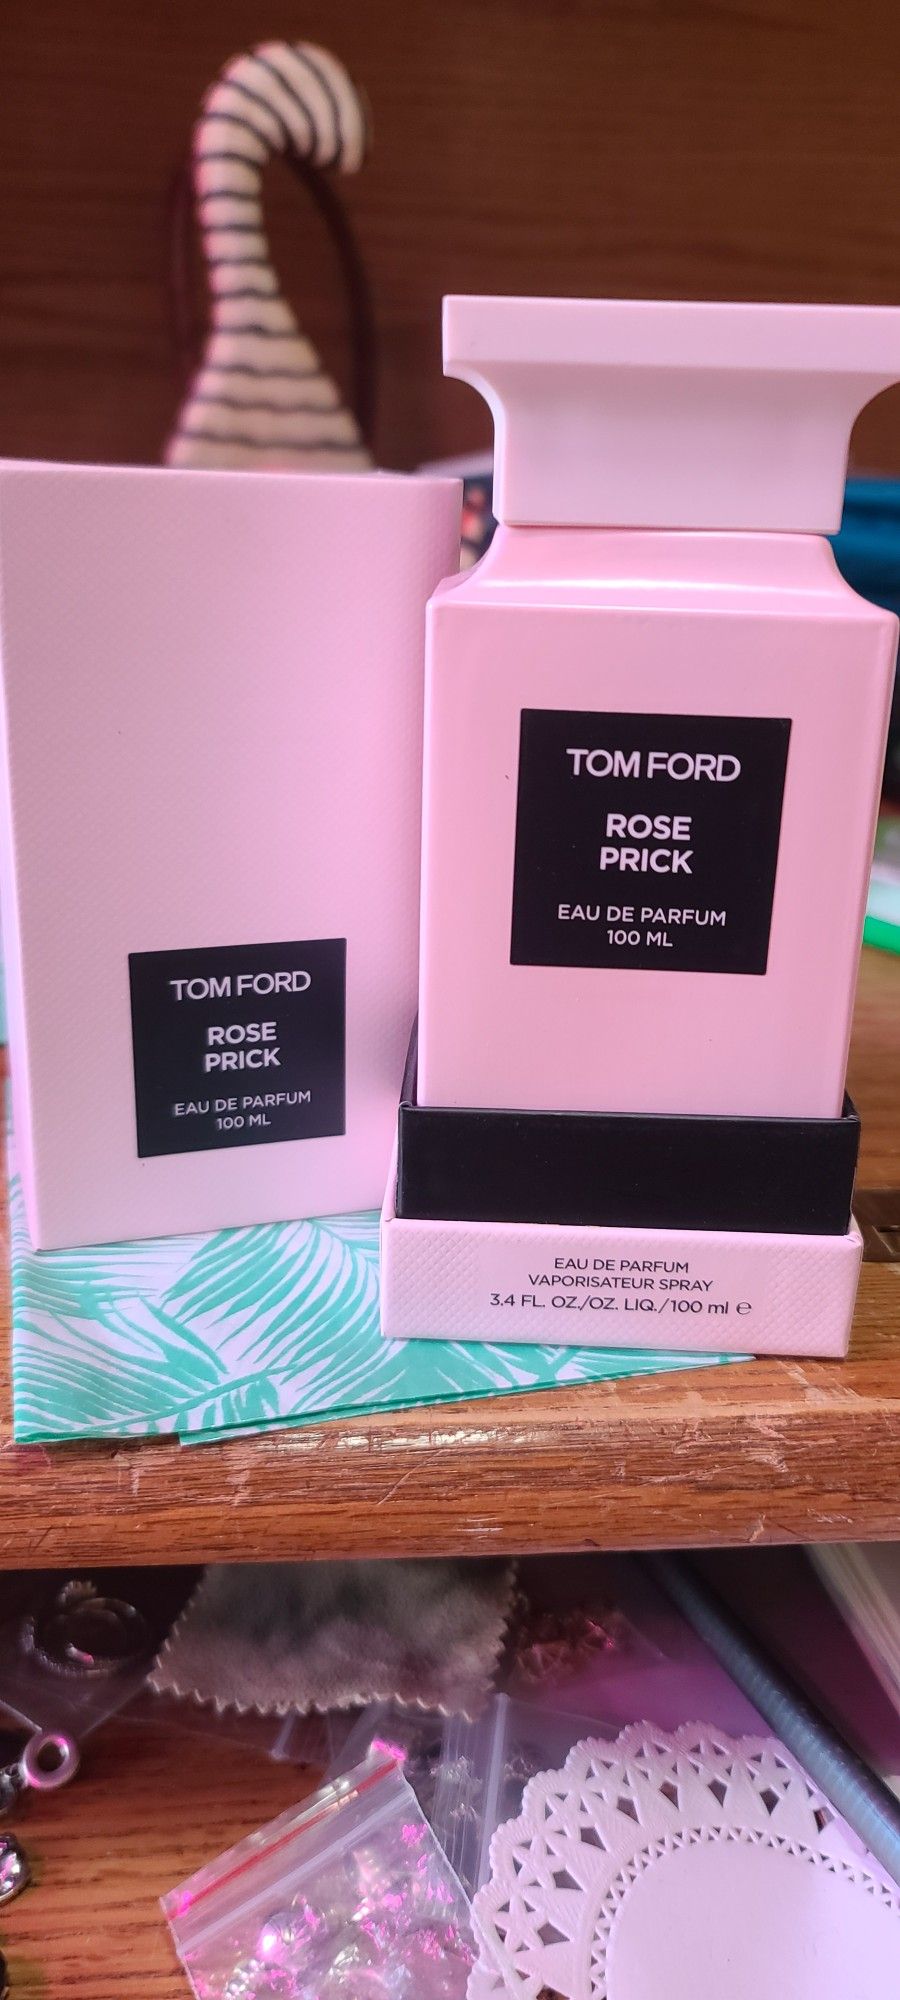 TOM FORD
ROSE
PRICK
EAU DE PARFUM
100 ML
TOM FORD
ROSE
PRICK
EAU DE PARFUM
100 ML
EAU DE PARFUM
VAPORISATEUR SPRAY
3.4 FL. OZ./OZ. LIQ./100 ml ℮